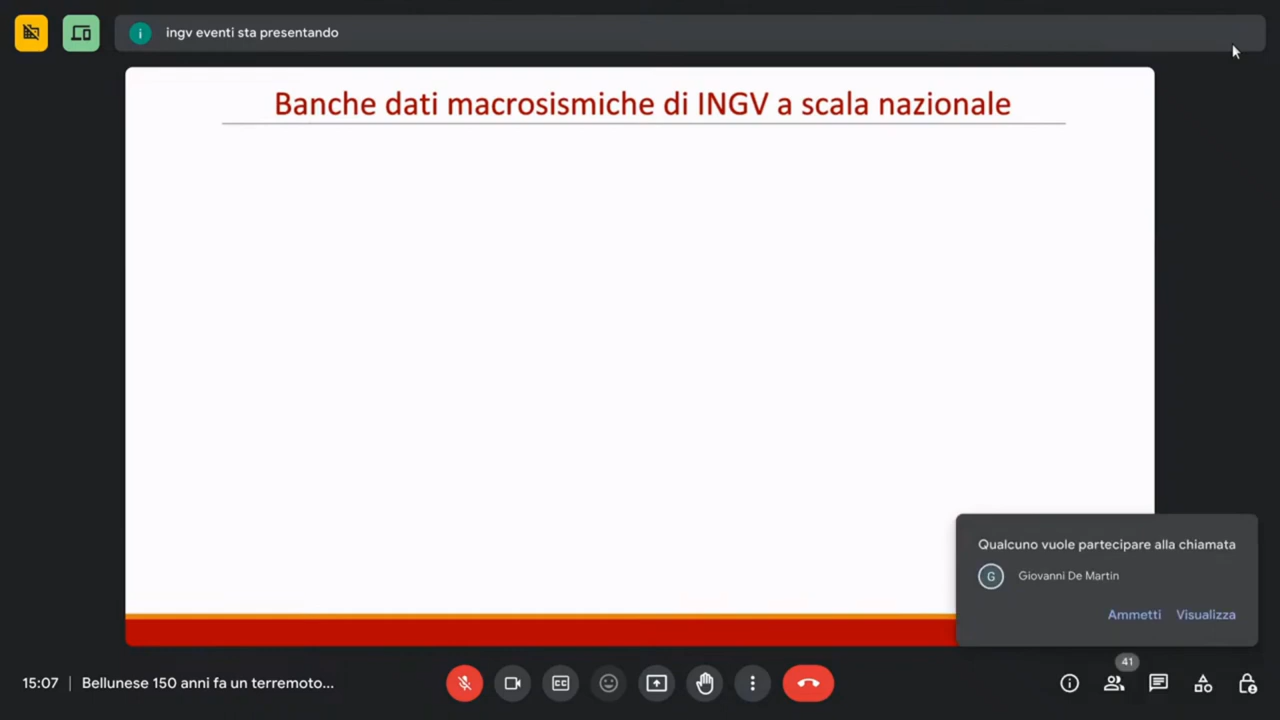 ingv eventi sta presentando
Banche dati macrosismiche di INGV a scala nazionale
Qualcuno vuole partecipare alla chiamata
G
Giovanni De Martin
Ammetti Visualizza
41
15:07 | Bellunese 150 anni fa un terremoto...
CC